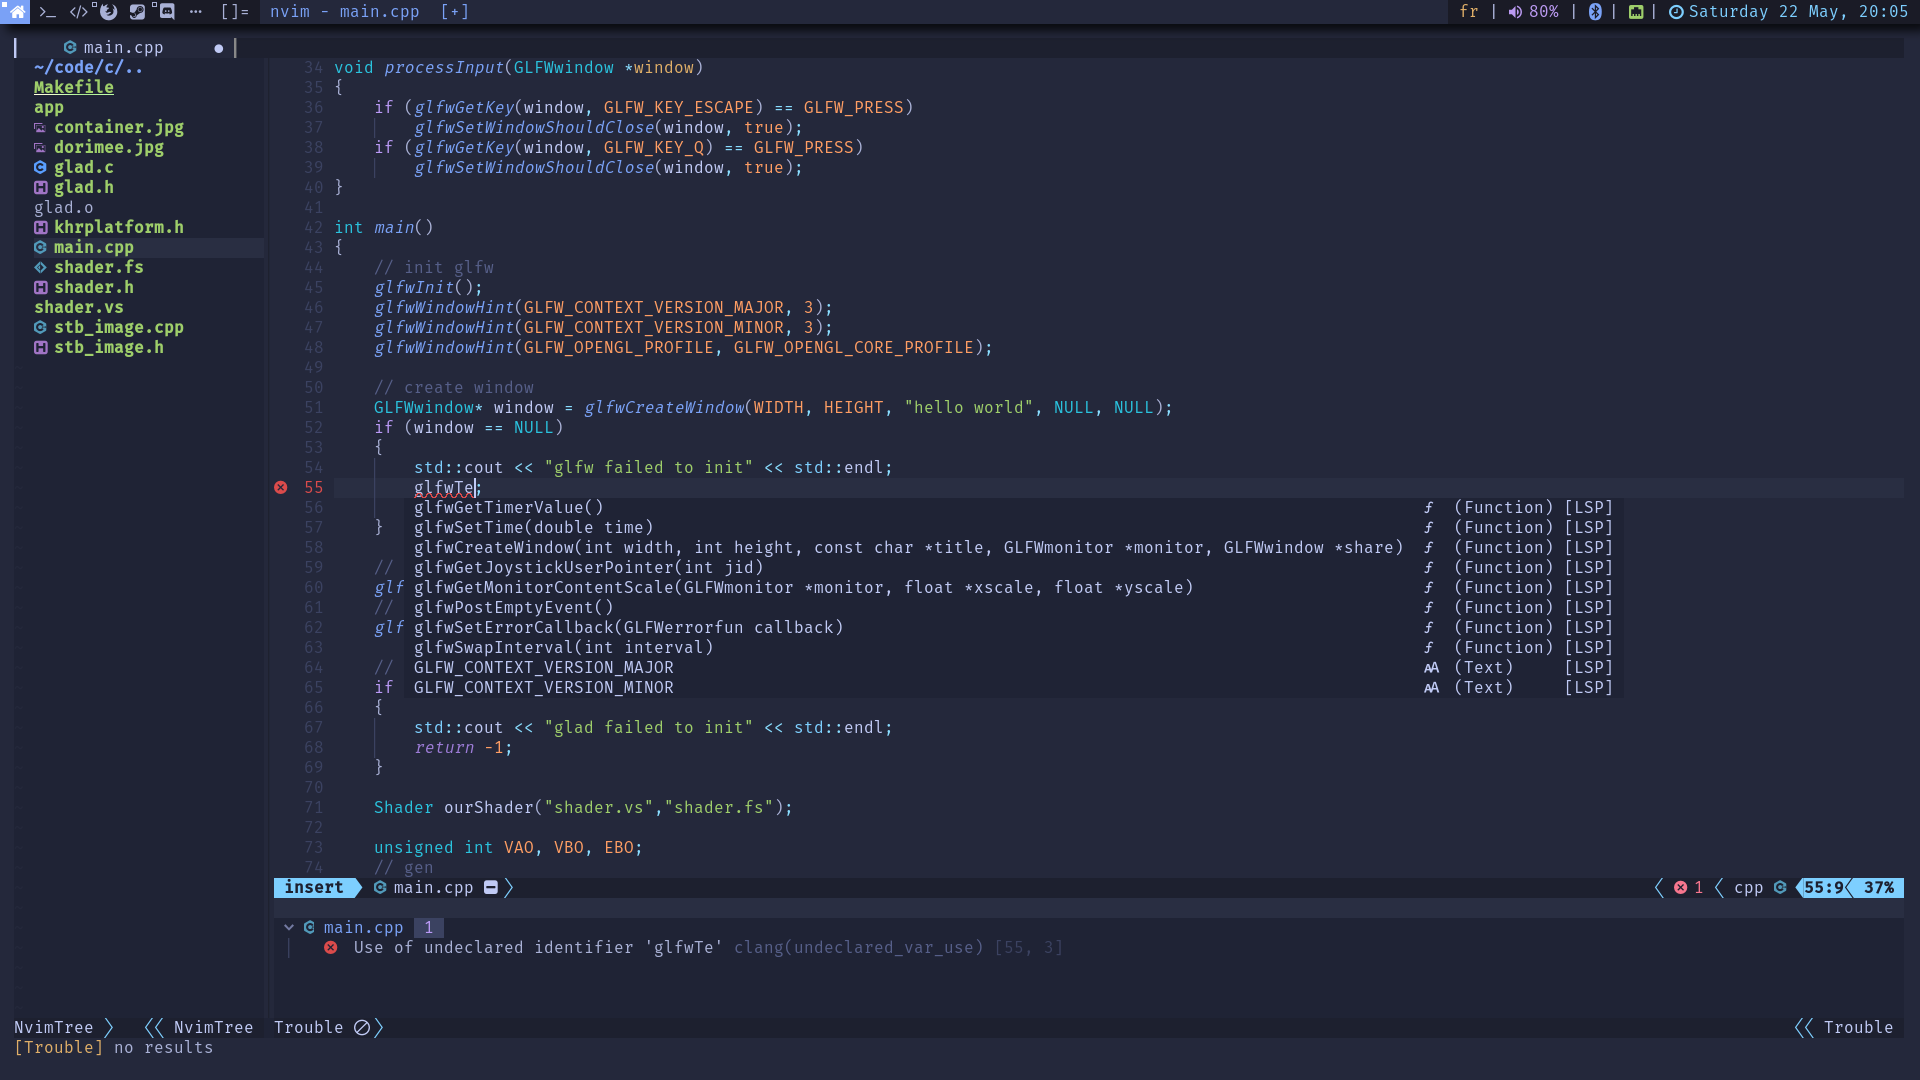 []= nvim - main.cpp [+] fr | 80% | | | Saturday 22 May, 20:05
main.cpp
~/code/c/..
Makefile
app
container.jpg
dorimee.jpg
glad.c
glad.h
glad.o
khrplatform.h
main.cpp
shader.fs
shader.h
shader.vs
stb_image.cpp
stb_image.h
34 void processInput(GLFWwindow *window)
35 {
36 if (glfwGetKey(window, GLFW_KEY_ESCAPE) == GLFW_PRESS)
37 glfwSetWindowShouldClose(window, true);
38 if (glfwGetKey(window, GLFW_KEY_Q) == GLFW_PRESS)
39 glfwSetWindowShouldClose(window, true);
40 }
41
42 int main()
43 {
44 // init glfw
45 glfwInit();
46 glfwWindowHint(GLFW_CONTEXT_VERSION_MAJOR, 3);
47 glfwWindowHint(GLFW_CONTEXT_VERSION_MINOR, 3);
48 glfwWindowHint(GLFW_OPENGL_PROFILE, GLFW_OPENGL_CORE_PROFILE);
49
50 // create window
51 GLFWwindow* window = glfwCreateWindow(WIDTH, HEIGHT, "hello world", NULL, NULL);
52 if (window == NULL)
53 {
54 std::cout << "glfw failed to init" << std::endl;
55 glfwTe;
56 glfwGetTimerValue() ƒ (Function) [LSP]
57 } glfwSetTime(double time) ƒ (Function) [LSP]
58 glfwCreateWindow(int width, int height, const char *title, GLFWmonitor *monitor, GLFWwindow *share) ƒ (Function) [LSP]
59 // glfwGetJoystickUserPointer(int jid) ƒ (Function) [LSP]
60 glf glfwGetMonitorContentScale(GLFWmonitor *monitor, float *xscale, float *yscale) ƒ (Function) [LSP]
61 // glfwPostEmptyEvent() ƒ (Function) [LSP]
62 glf glfwSetErrorCallback(GLFWerrorfun callback) ƒ (Function) [LSP]
63 glfwSwapInterval(int interval) ƒ (Function) [LSP]
64 // GLFW_CONTEXT_VERSION_MAJOR AA (Text) [LSP]
65 if GLFW_CONTEXT_VERSION_MINOR AA (Text) [LSP]
66 {
67 std::cout << "glad failed to init" << std::endl;
68 return -1;
69 }
70
71 Shader ourShader("shader.vs","shader.fs");
72
73 unsigned int VAO, VBO, EBO;
74 // gen
insert main.cpp 1 cpp 55:9 37%
main.cpp 1
Use of undeclared identifier 'glfwTe' clang(undeclared_var_use) [55, 3]
NvimTree NvimTree Trouble Trouble
[Trouble] no results